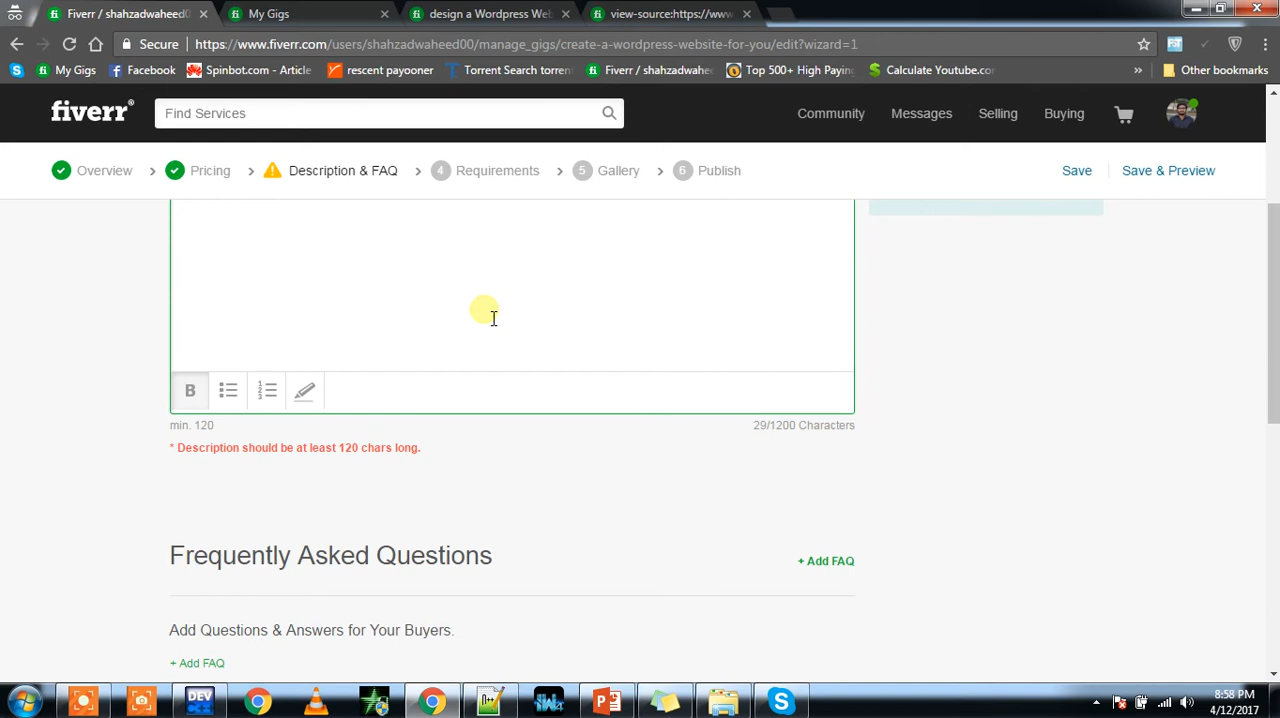 Fiverr / shahzadwaheed0
My Gigs
design a Wordpress Web
view-source:https://www
Secure
https://www.fiverr.com/users/shahzadwaheed00/manage_gigs/create-a-wordpress-website-for-you/edit?wizard=1
My Gigs
Facebook
Spinbot.com - Article
rescent payooner
Torrent Search torren
Fiverr / shahzadwahe
Top 500+ High Paying
Calculate Youtube.co
» Other bookmarks
fiverr®
Find Services
Community
Messages
Selling
Buying
Overview
Pricing
Description & FAQ
4 Requirements
5 Gallery
6 Publish
Save
Save & Preview
B
min. 120
29/1200 Characters
* Description should be at least 120 chars long.
Frequently Asked Questions
+ Add FAQ
Add Questions & Answers for Your Buyers.
+ Add FAQ
8:58 PM
4/12/2017